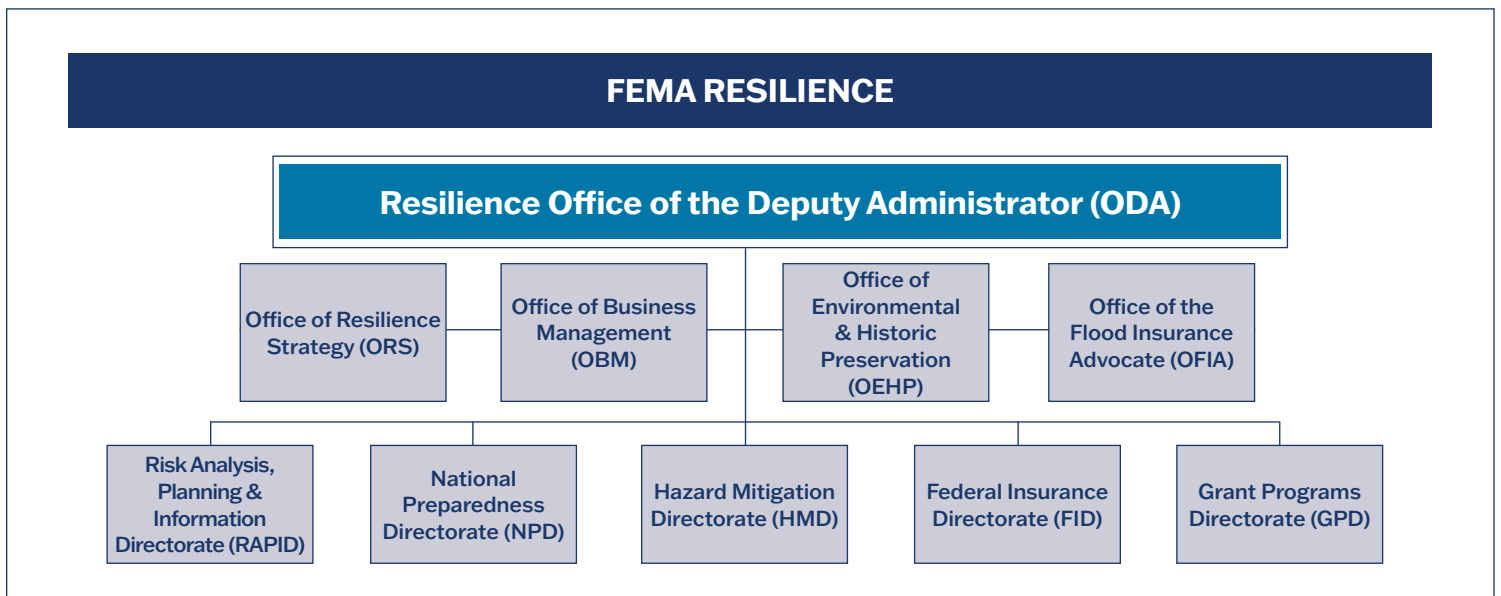 FEMA RESILIENCE
Resilience Office of the Deputy Administrator (ODA)
Office of Resilience
Strategy (ORS)
Office of Business
Management
(OBM)
Office of
Environmental
& Historic
Preservation
(OEHP)
Office of the
Flood Insurance
Advocate (OFIA)
Risk Analysis,
Planning &
Information
Directorate (RAPID)
National
Preparedness
Directorate (NPD)
Hazard Mitigation
Directorate (HMD)
Federal Insurance
Directorate (FID)
Grant Programs
Directorate (GPD)